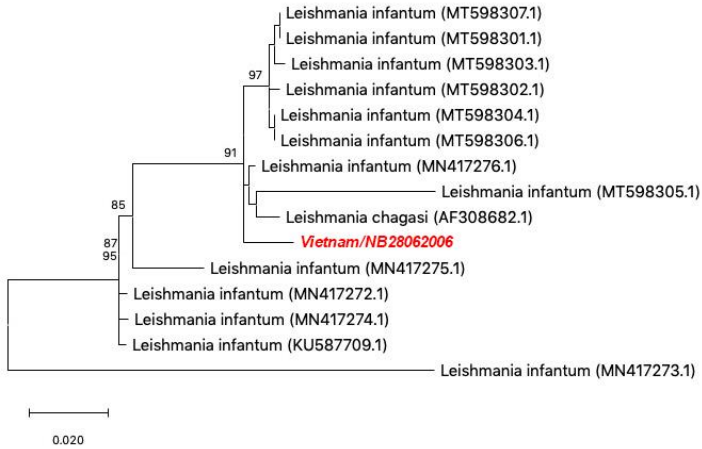 Leishmania infantum (MT598307.1)
Leishmania infantum (MT598301.1)
Leishmania infantum (MT598303.1)
97
Leishmania infantum (MT598302.1)
Leishmania infantum (MT598304.1)
Leishmania infantum (MT598306.1)
91
Leishmania infantum (MN417276.1)
Leishmania infantum (MT598305.1)
85
Leishmania chagasi (AF308682.1)
Vietnam/NB28062006
87
95
Leishmania infantum (MN417275.1)
Leishmania infantum (MN417272.1)
Leishmania infantum (MN417274.1)
Leishmania infantum (KU587709.1)
Leishmania infantum (MN417273.1)
0.020